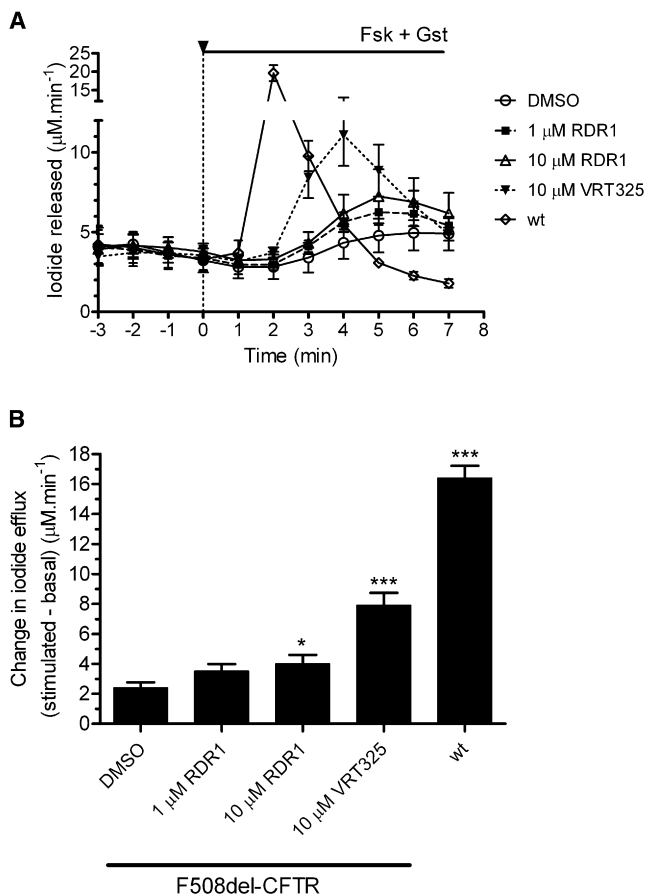 A
Fsk + Gst
Iodide released (µM.min⁻¹)
25
20
15
10
5
0
-3 -2 -1 0 1 2 3 4 5 6 7 8
Time (min)
DMSO
1 µM RDR1
10 µM RDR1
10 µM VRT325
wt
B
Change in iodide efflux
(stimulated - basal) (µM.min⁻¹)
18
16
14
12
10
8
6
4
2
0
*
***
***
DMSO
1 µM RDR1
10 µM RDR1
10 µM VRT325
wt
F508del-CFTR